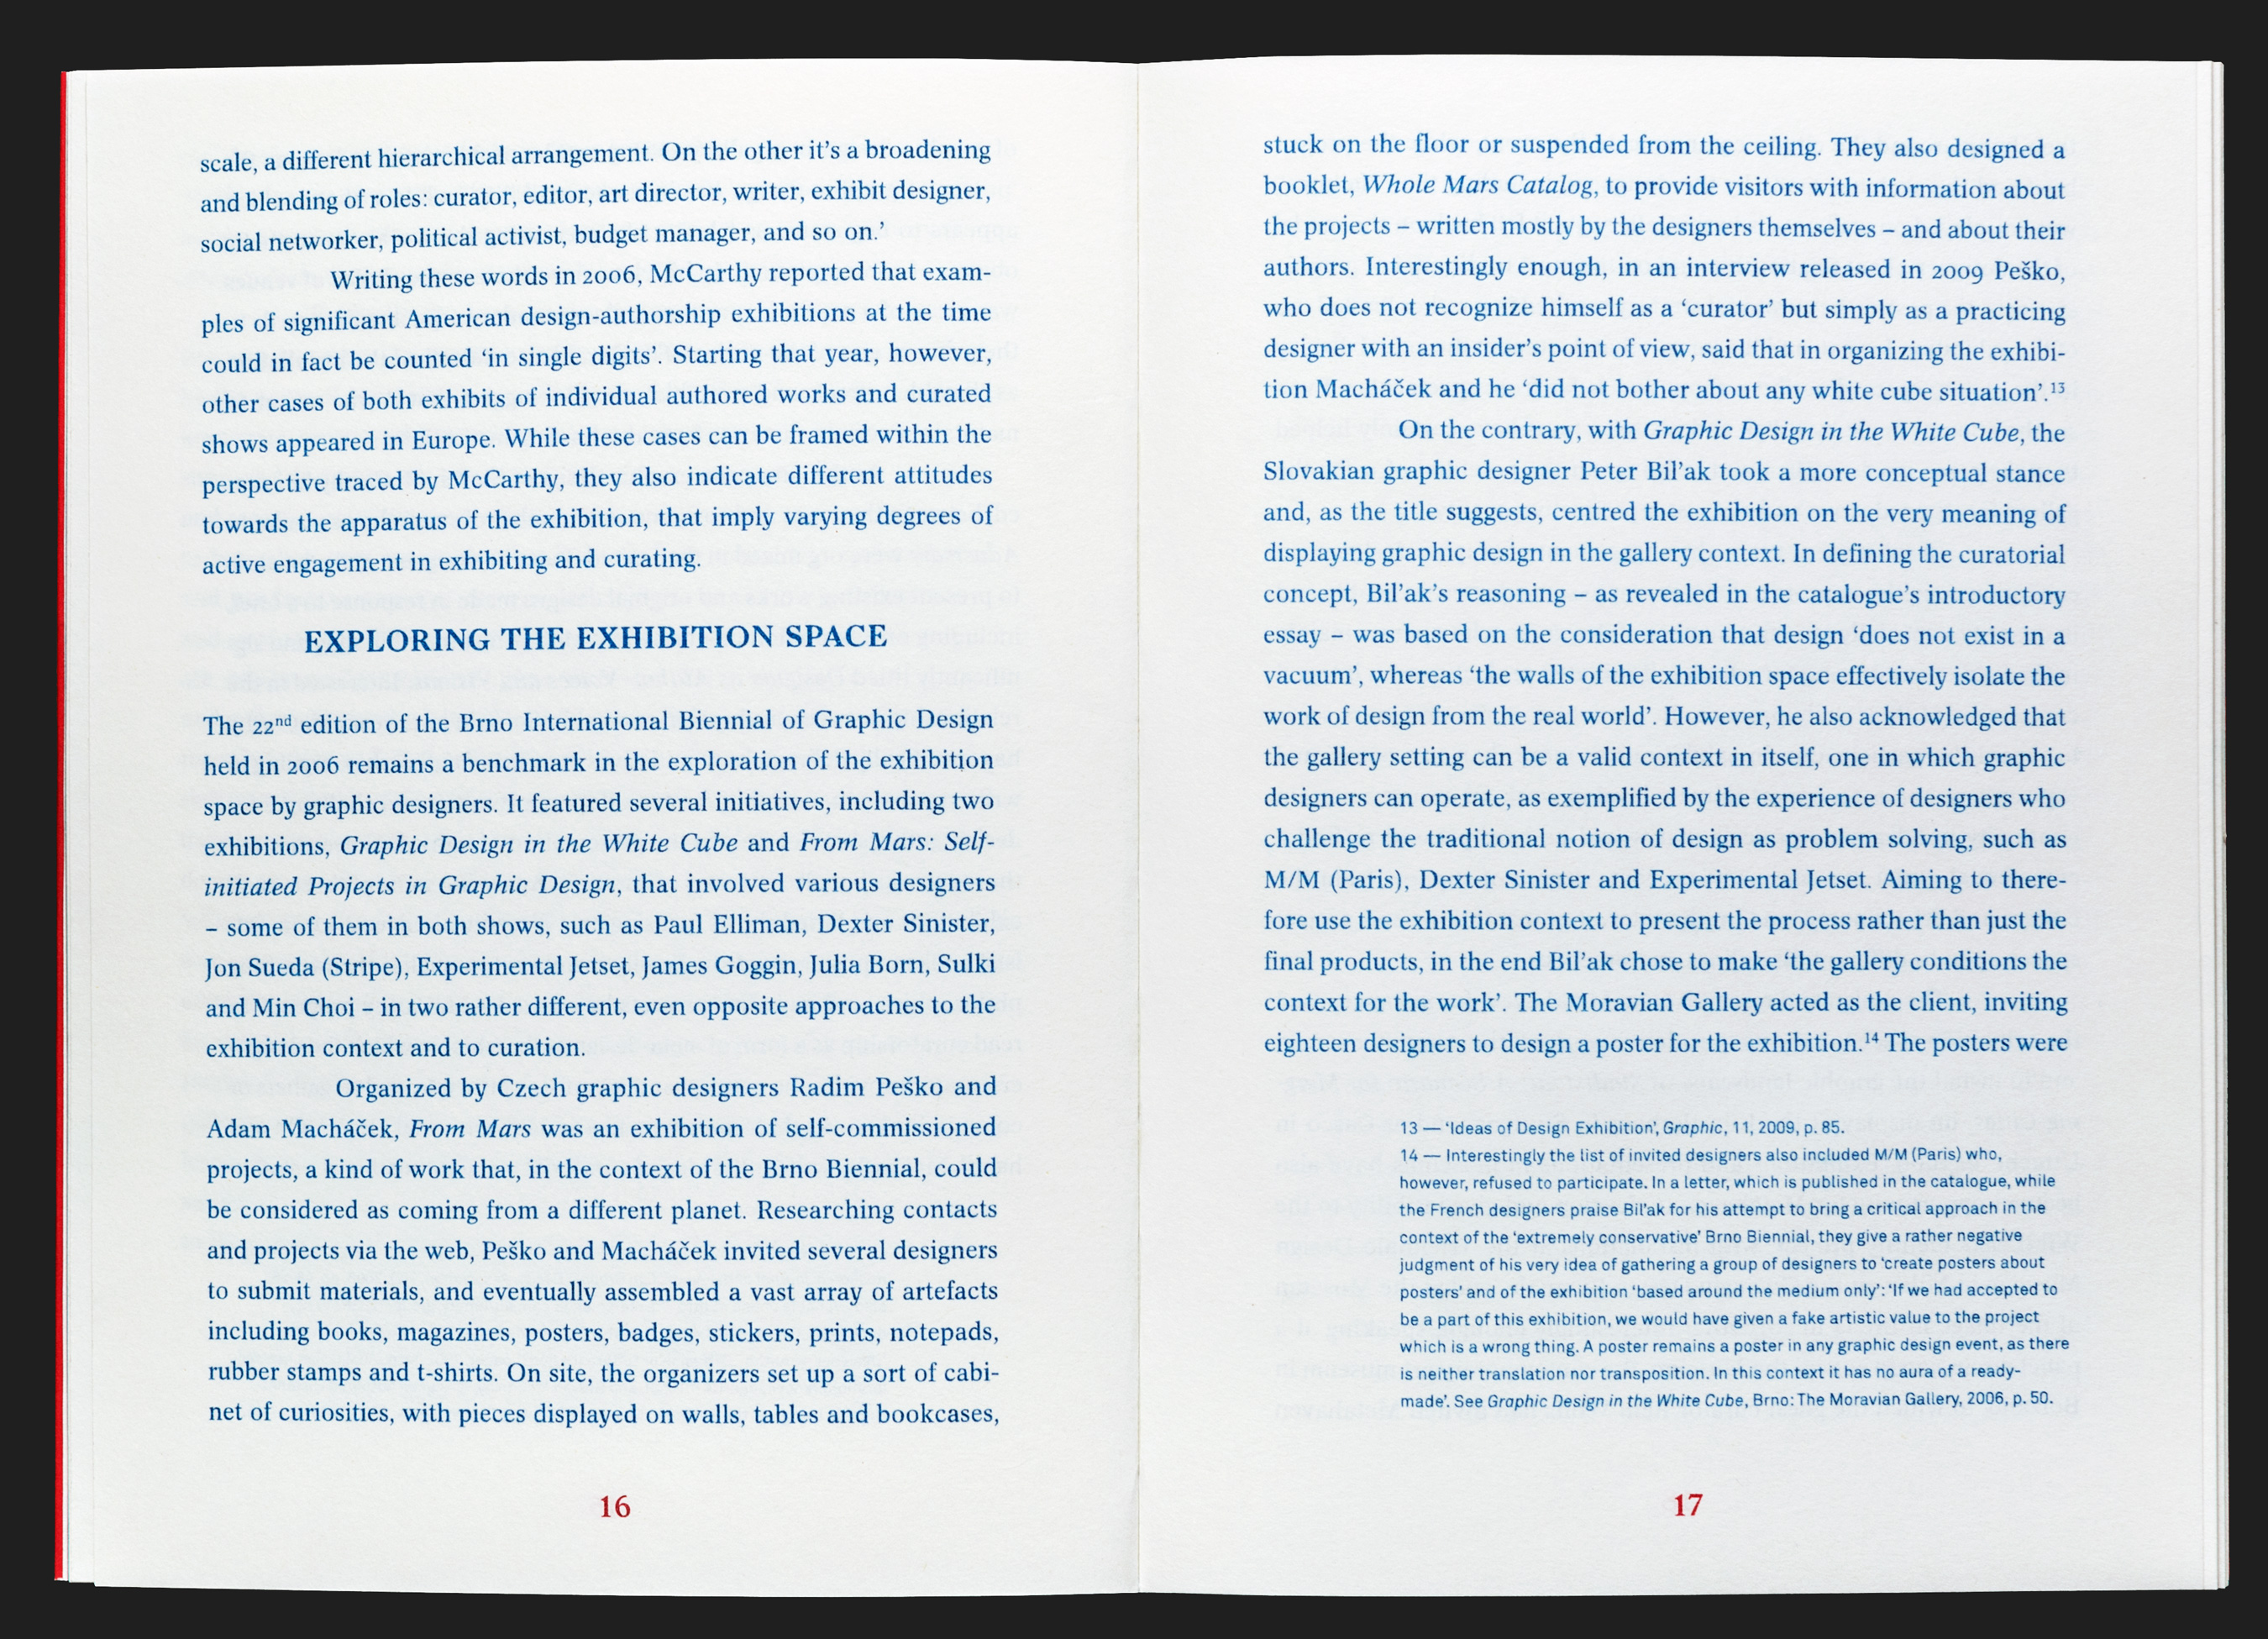 scale, a different hierarchical arrangement. On the other it’s a broadening
and blending of roles: curator, editor, art director, writer, exhibit designer,
social networker, political activist, budget manager, and so on.’
Writing these words in 2006, McCarthy reported that exam-
ples of significant American design-authorship exhibitions at the time
could in fact be counted ‘in single digits’. Starting that year, however,
other cases of both exhibits of individual authored works and curated
shows appeared in Europe. While these cases can be framed within the
perspective traced by McCarthy, they also indicate different attitudes
towards the apparatus of the exhibition, that imply varying degrees of
active engagement in exhibiting and curating.
EXPLORING THE EXHIBITION SPACE
The 22nd edition of the Brno International Biennial of Graphic Design
held in 2006 remains a benchmark in the exploration of the exhibition
space by graphic designers. It featured several initiatives, including two
exhibitions, Graphic Design in the White Cube and From Mars: Self-
initiated Projects in Graphic Design, that involved various designers
– some of them in both shows, such as Paul Elliman, Dexter Sinister,
Jon Sueda (Stripe), Experimental Jetset, James Goggin, Julia Born, Sulki
and Min Choi – in two rather different, even opposite approaches to the
exhibition context and to curation.
Organized by Czech graphic designers Radim Peško and
Adam Macháček, From Mars was an exhibition of self-commissioned
projects, a kind of work that, in the context of the Brno Biennial, could
be considered as coming from a different planet. Researching contacts
and projects via the web, Peško and Macháček invited several designers
to submit materials, and eventually assembled a vast array of artefacts
including books, magazines, posters, badges, stickers, prints, notepads,
rubber stamps and t-shirts. On site, the organizers set up a sort of cabi-
net of curiosities, with pieces displayed on walls, tables and bookcases,
16
stuck on the floor or suspended from the ceiling. They also designed a
booklet, Whole Mars Catalog, to provide visitors with information about
the projects – written mostly by the designers themselves – and about their
authors. Interestingly enough, in an interview released in 2009 Peško,
who does not recognize himself as a ‘curator’ but simply as a practicing
designer with an insider’s point of view, said that in organizing the exhibi-
tion Macháček and he ‘did not bother about any white cube situation’.13
On the contrary, with Graphic Design in the White Cube, the
Slovakian graphic designer Peter Bil’ak took a more conceptual stance
and, as the title suggests, centred the exhibition on the very meaning of
displaying graphic design in the gallery context. In defining the curatorial
concept, Bil’ak’s reasoning – as revealed in the catalogue’s introductory
essay – was based on the consideration that design ‘does not exist in a
vacuum’, whereas ‘the walls of the exhibition space effectively isolate the
work of design from the real world’. However, he also acknowledged that
the gallery setting can be a valid context in itself, one in which graphic
designers can operate, as exemplified by the experience of designers who
challenge the traditional notion of design as problem solving, such as
M/M (Paris), Dexter Sinister and Experimental Jetset. Aiming to there-
fore use the exhibition context to present the process rather than just the
final products, in the end Bil’ak chose to make ‘the gallery conditions the
context for the work’. The Moravian Gallery acted as the client, inviting
eighteen designers to design a poster for the exhibition.14 The posters were
13 — ‘Ideas of Design Exhibition’, Graphic, 11, 2009, p. 85.
14 — Interestingly the list of invited designers also included M/M (Paris) who,
however, refused to participate. In a letter, which is published in the catalogue, while
the French designers praise Bil’ak for his attempt to bring a critical approach in the
context of the ‘extremely conservative’ Brno Biennial, they give a rather negative
judgment of his very idea of gathering a group of designers to ‘create posters about
posters’ and of the exhibition ‘based around the medium only’: ‘If we had accepted to
be a part of this exhibition, we would have given a fake artistic value to the project
which is a wrong thing. A poster remains a poster in any graphic design event, as there
is neither translation nor transposition. In this context it has no aura of a ready-
made’. See Graphic Design in the White Cube, Brno: The Moravian Gallery, 2006, p. 50.
17